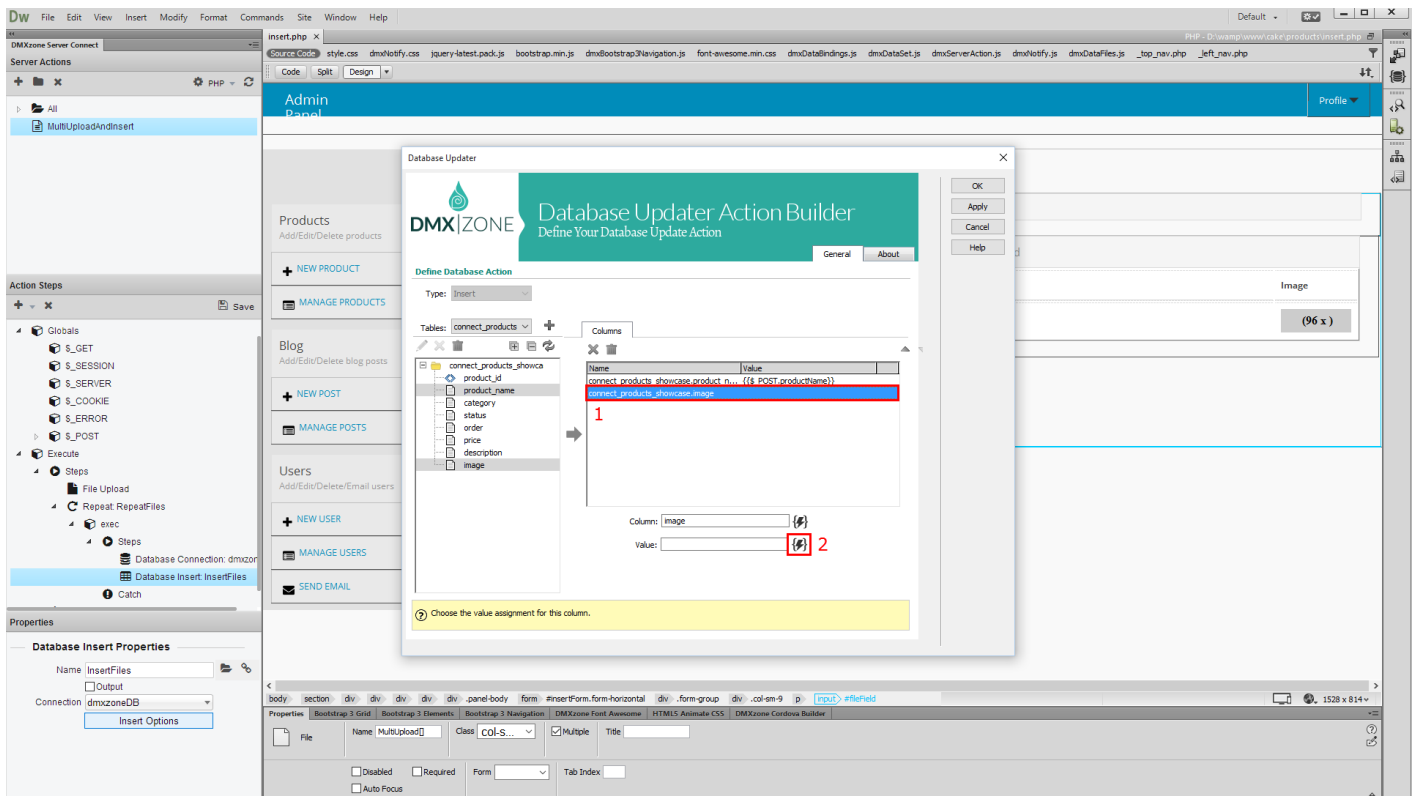 Dw File Edit View Insert Modify Format Commands Site Window Help
Default
DMXzone Server Connect
Server Actions
PHP
All
MultiUploadAndInsert
Action Steps
Save
Globals
$_GET
$_SESSION
$_SERVER
$_COOKIE
$_ERROR
$_POST
Execute
Steps
File Upload
Repeat: RepeatFiles
exec
Steps
Database Connection: dmxzon
Database Insert: InsertFiles
Catch
Properties
Database Insert Properties
Name InsertFiles
Output
Connection dmxzoneDB
Insert Options
insert.php ×
PHP - D:\wamp\www\cake\products\insert.php
Source Code style.css dmxNotify.css jquery-latest.pack.js bootstrap.min.js dmxBootstrap3Navigation.js font-awesome.min.css dmxDataBindings.js dmxDataSet.js dmxServerAction.js dmxNotify.js dmxDataFiles.js _top_nav.php _left_nav.php
Code Split Design
Admin
Panel
Profile
Products
Add/Edit/Delete products
NEW PRODUCT
MANAGE PRODUCTS
Blog
Add/Edit/Delete blog posts
NEW POST
MANAGE POSTS
Users
Add/Edit/Delete/Email users
NEW USER
MANAGE USERS
SEND EMAIL
Image
(96 x )
Database Updater
DMX|ZONE
Database Updater Action Builder
Define Your Database Update Action
General About
OK
Apply
Cancel
Help
Define Database Action
Type: Insert
Tables: connect_products
Columns
connect_products_showca
product_id
product_name
category
status
order
price
description
image
Name Value
connect_products_showcase.product_n... {{$_POST.productName}}
connect_products_showcase.image
1
Column: image
Value:
2
Choose the value assignment for this column.
body section div div div div div .panel-body form #insertForm.form-horizontal div .form-group div .col-sm-9 p input #fileField
1528 x 814
Properties Bootstrap 3 Grid Bootstrap 3 Elements Bootstrap 3 Navigation DMXzone Font Awesome HTML5 Animate CSS DMXzone Cordova Builder
File Name MultiUpload[] Class col-s... Multiple Title
Disabled Required Form Tab Index
Auto Focus